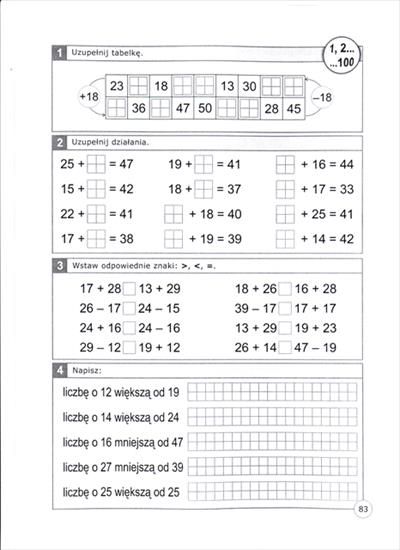 1 Uzupełnij tabelkę.
1, 2...
...100
+18
23 18 13 30
36 47 50 28 45
–18
2 Uzupełnij działania.
25 + = 47 19 + = 41 + 16 = 44
15 + = 42 18 + = 37 + 17 = 33
22 + = 41 + 18 = 40 + 25 = 41
17 + = 38 + 19 = 39 + 14 = 42
3 Wstaw odpowiednie znaki: >, <, =.
17 + 28 13 + 29 18 + 26 16 + 28
26 – 17 24 – 15 39 – 17 17 + 17
24 + 16 24 – 16 13 + 29 19 + 23
29 – 12 19 + 12 26 + 14 47 – 19
4 Napisz:
liczbę o 12 większą od 19
liczbę o 14 większą od 24
liczbę o 16 mniejszą od 47
liczbę o 27 mniejszą od 39
liczbę o 25 większą od 25
83